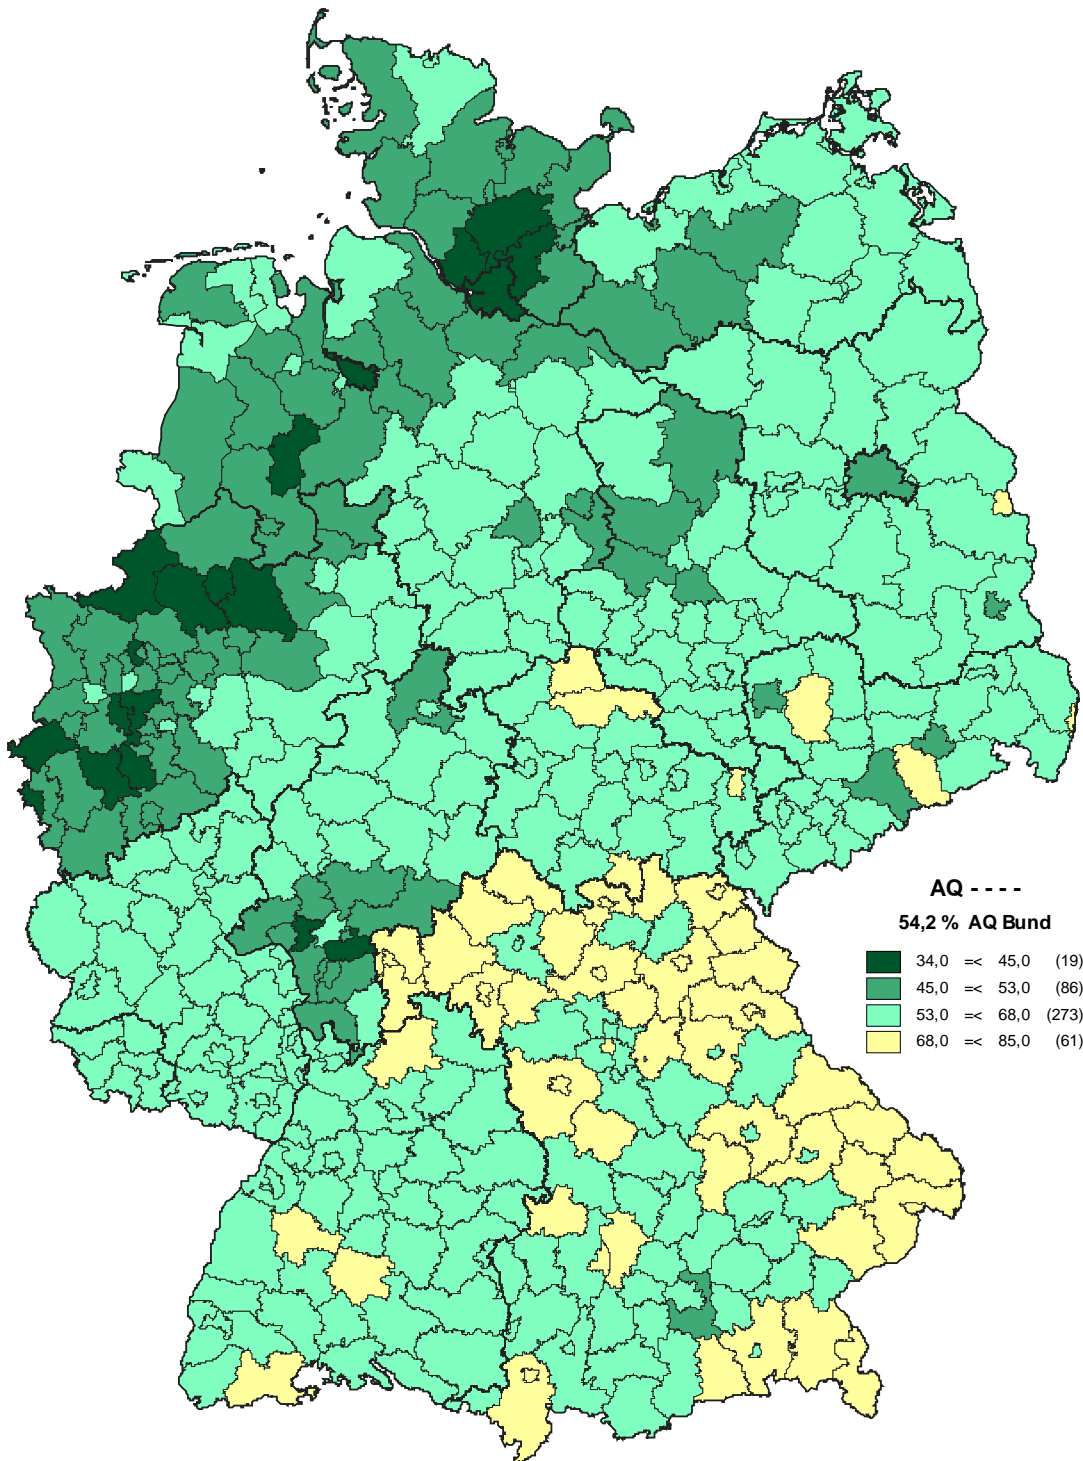 AQ - - - -
54,2 % AQ Bund
34,0 =< 45,0 (19)
45,0 =< 53,0 (86)
53,0 =< 68,0 (273)
68,0 =< 85,0 (61)